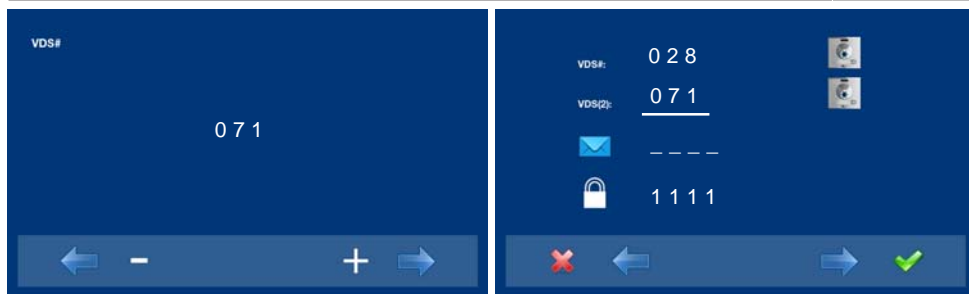 VDS#
0 7 1
VDS#: 0 2 8
VDS(2): 0 7 1
_ _ _ _
1 1 1 1